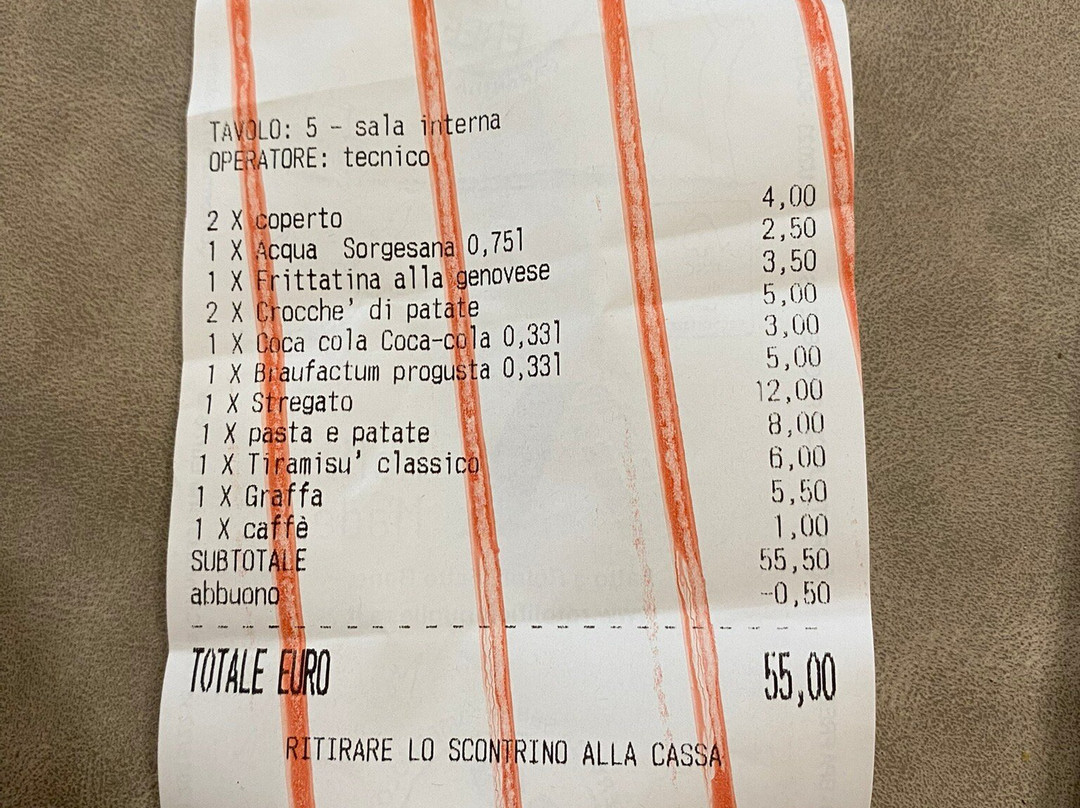 TAVOLO: 5 - sala interna
OPERATORE: tecnico
2 X coperto 4,00
1 X Acqua Sorgesana 0,75l 2,50
1 X Frittatina alla genovese 3,50
2 X Crocche' di patate 5,00
1 X Coca cola Coca-cola 0,33l 3,00
1 X Braufactum progusta 0,33l 5,00
1 X Stregato 12,00
1 X pasta e patate 8,00
1 X Tiramisu' classico 6,00
1 X Graffa 5,50
1 X caffè 1,00
SUBTOTALE 55,50
abbuono -0,50
TOTALE EURO 55,00
RITIRARE LO SCONTRINO ALLA CASSA